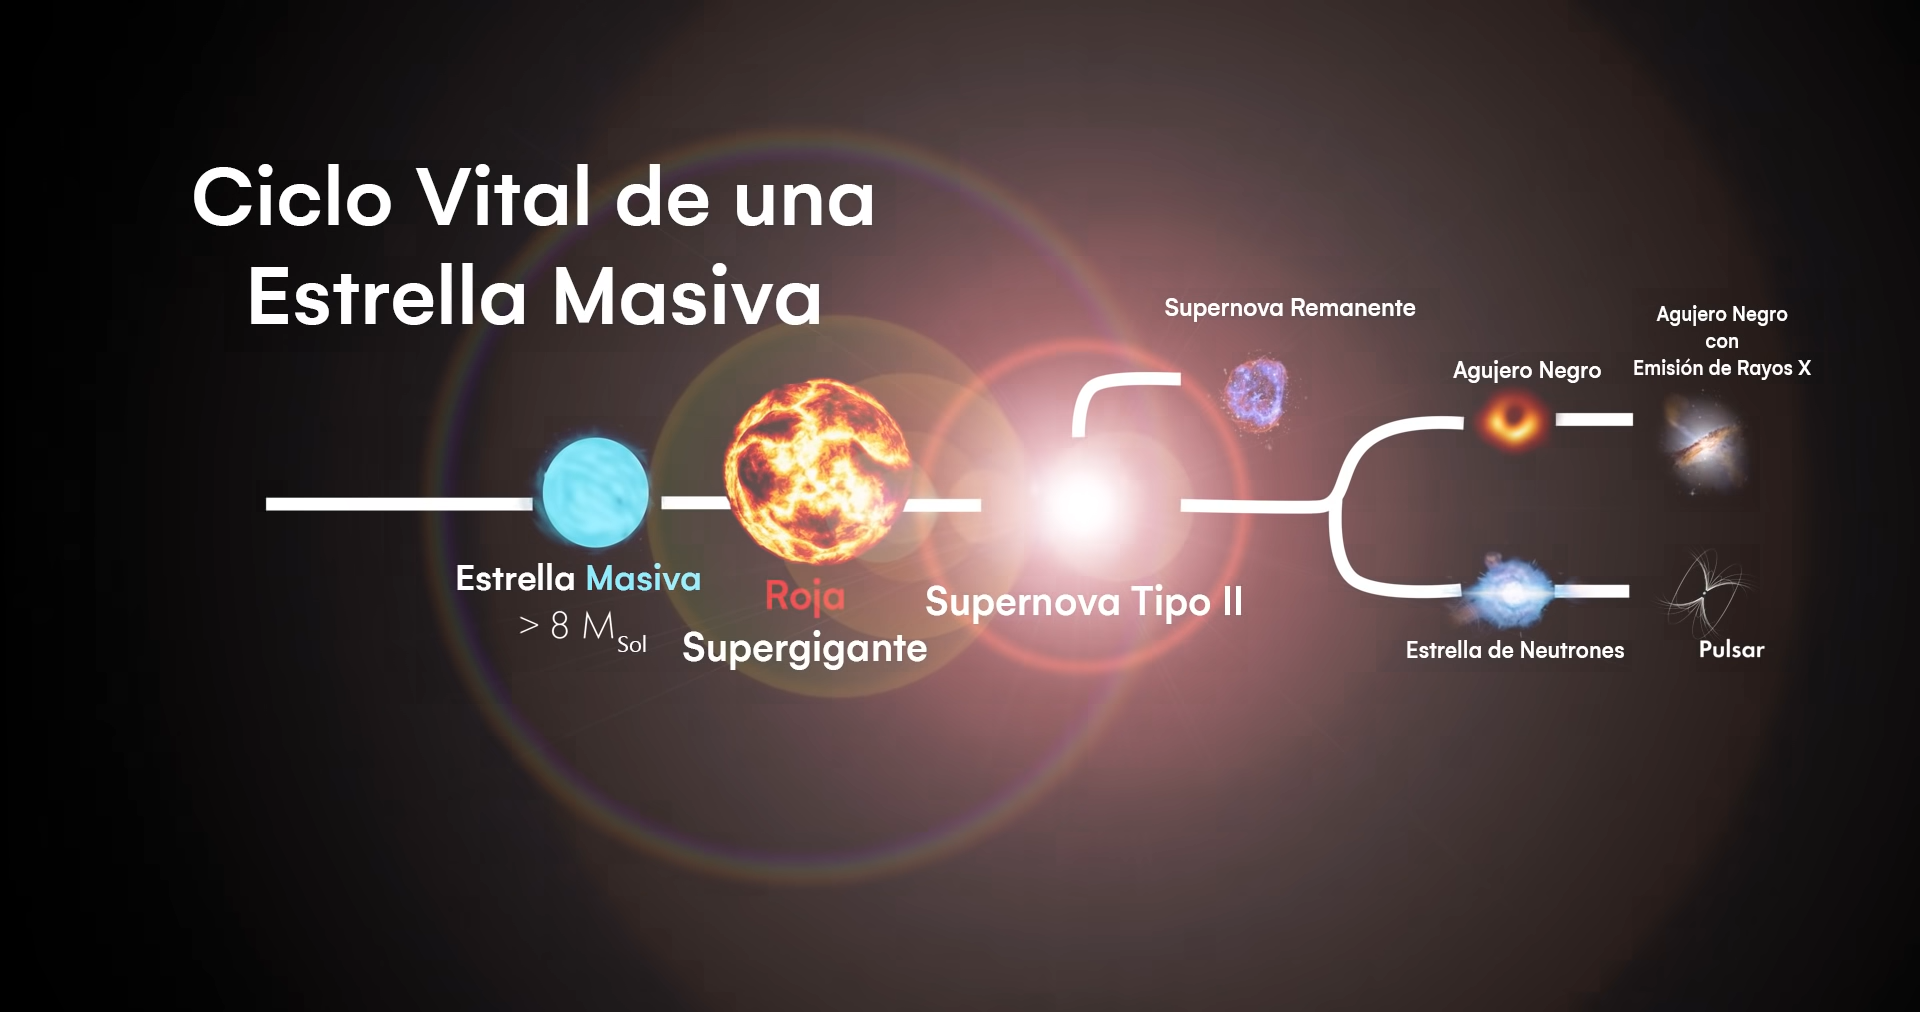 Ciclo Vital de una
Estrella Masiva
Supernova Remanente
Agujero Negro
con
Emisión de Rayos X
Agujero Negro
Estrella Masiva
> 8 M Sol
Roja
Supergigante
Supernova Tipo II
Estrella de Neutrones
Pulsar